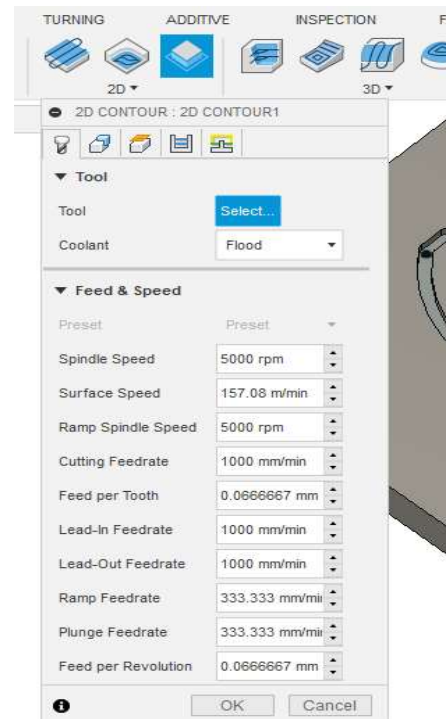 TURNING ADDITIVE INSPECTION F
2D 3D
2D CONTOUR : 2D CONTOUR1
Tool
Tool Select...
Coolant Flood
Feed & Speed
Preset Preset
Spindle Speed 5000 rpm
Surface Speed 157.08 m/min
Ramp Spindle Speed 5000 rpm
Cutting Feedrate 1000 mm/min
Feed per Tooth 0.0666667 mm
Lead-In Feedrate 1000 mm/min
Lead-Out Feedrate 1000 mm/min
Ramp Feedrate 333.333 mm/mi
Plunge Feedrate 333.333 mm/mi
Feed per Revolution 0.0666667 mm
OK Cancel